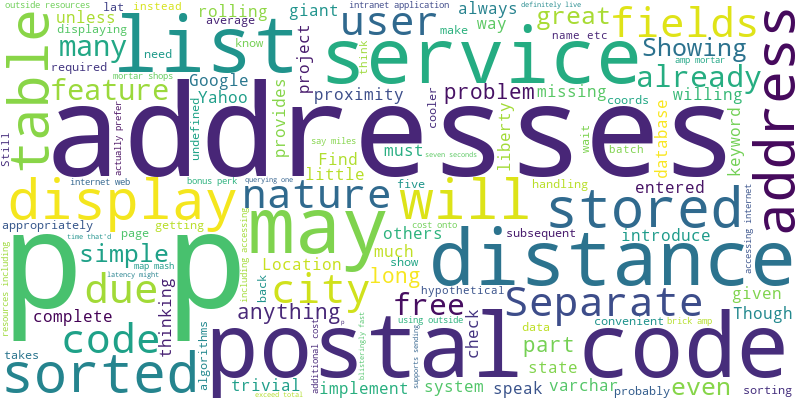 outside resources
lat
instead
rolling
giant
intranet application
user
always
great
fields
definitely live
unless
average
displaying
many
list
need
know
make
way
name etc
Showing
amp mortar
table
required
mortar shops
feature
Google
Yahoo
project
service
think
already
proximity
problem
missing
willing
coords
address
Still
actually prefer
undefined
provides
addresses
cooler
say miles
seven seconds
Find
little
must
wait
batch
liberty
database
keyword
internet web
bonus perk
querying one
display
may
nature
will
five
handling
entered
stored
appropriately
getting
time that'd
page
simple
map mash
latency might
Location
others
much
show
subsequent
introduce
distance
including accessing
accessing internet
resources including
p p
due
city
back
long
hypothetical
using outside
cost onto
data
convenient
Separate
given
Though
brick amp
complete
thinking
anything
free
check
part
code
algorithms
additional cost
p
blisteringly fast
supports sending
postal code
state
takes
sorted
trivial
exceed total
implement
system
speak
varchar
probably
even
sorting